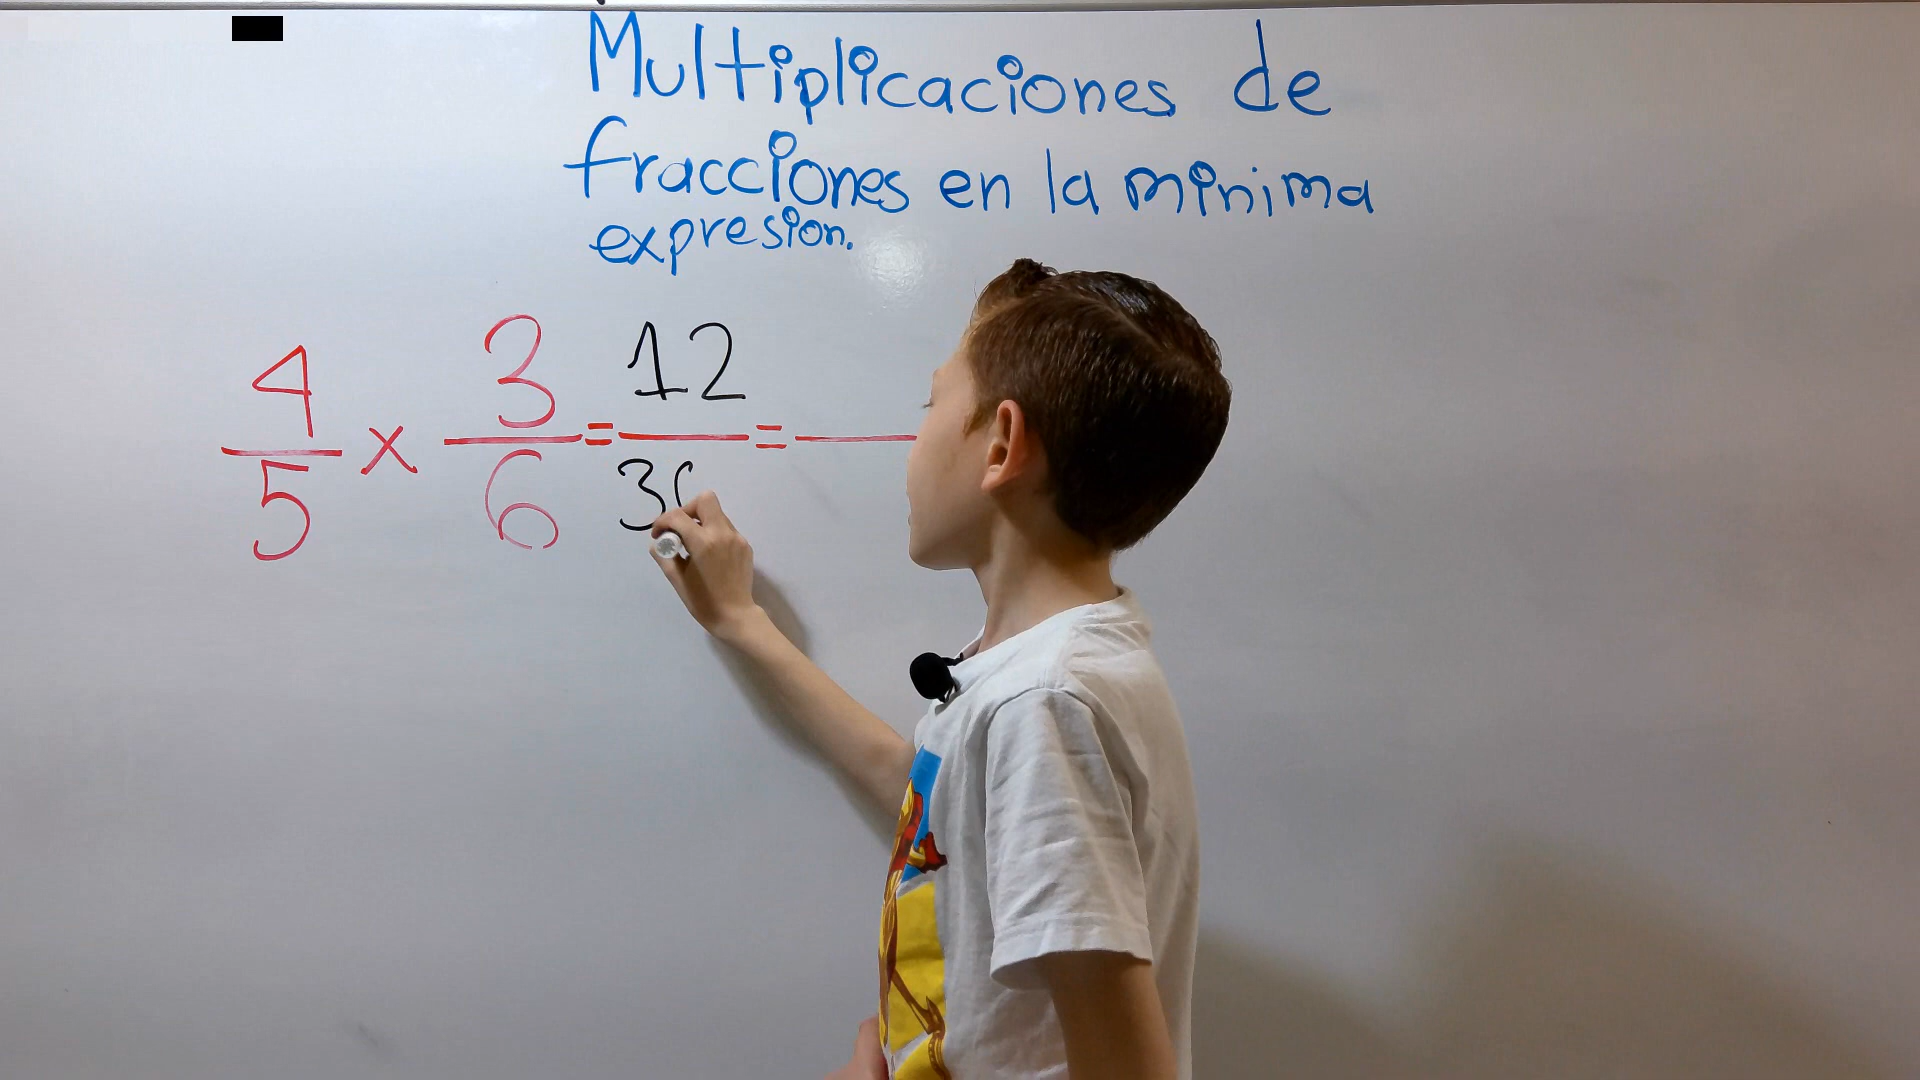 Multiplicaciones de
fracciones en la minima
expresion.
4/5 x 3/6 = 12/30 =